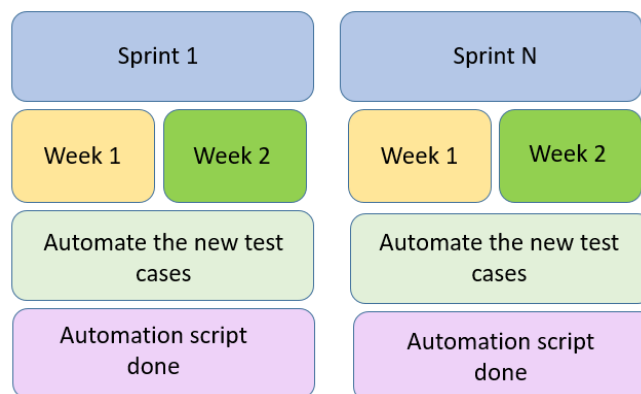 Sprint 1
Sprint N
Week 1
Week 2
Week 1
Week 2
Automate the new test
cases
Automate the new test
cases
Automation script
done
Automation script
done